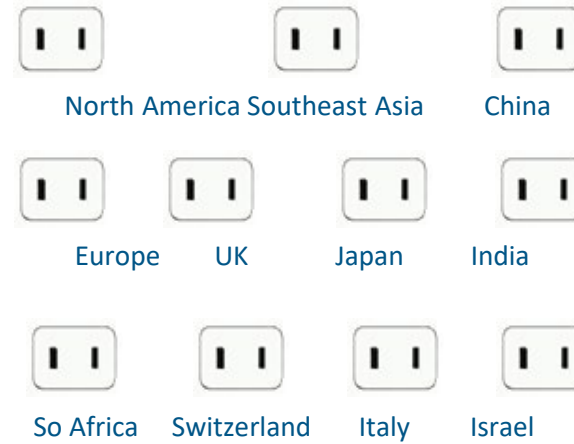 North America Southeast Asia China
Europe UK Japan India
So Africa Switzerland Italy Israel